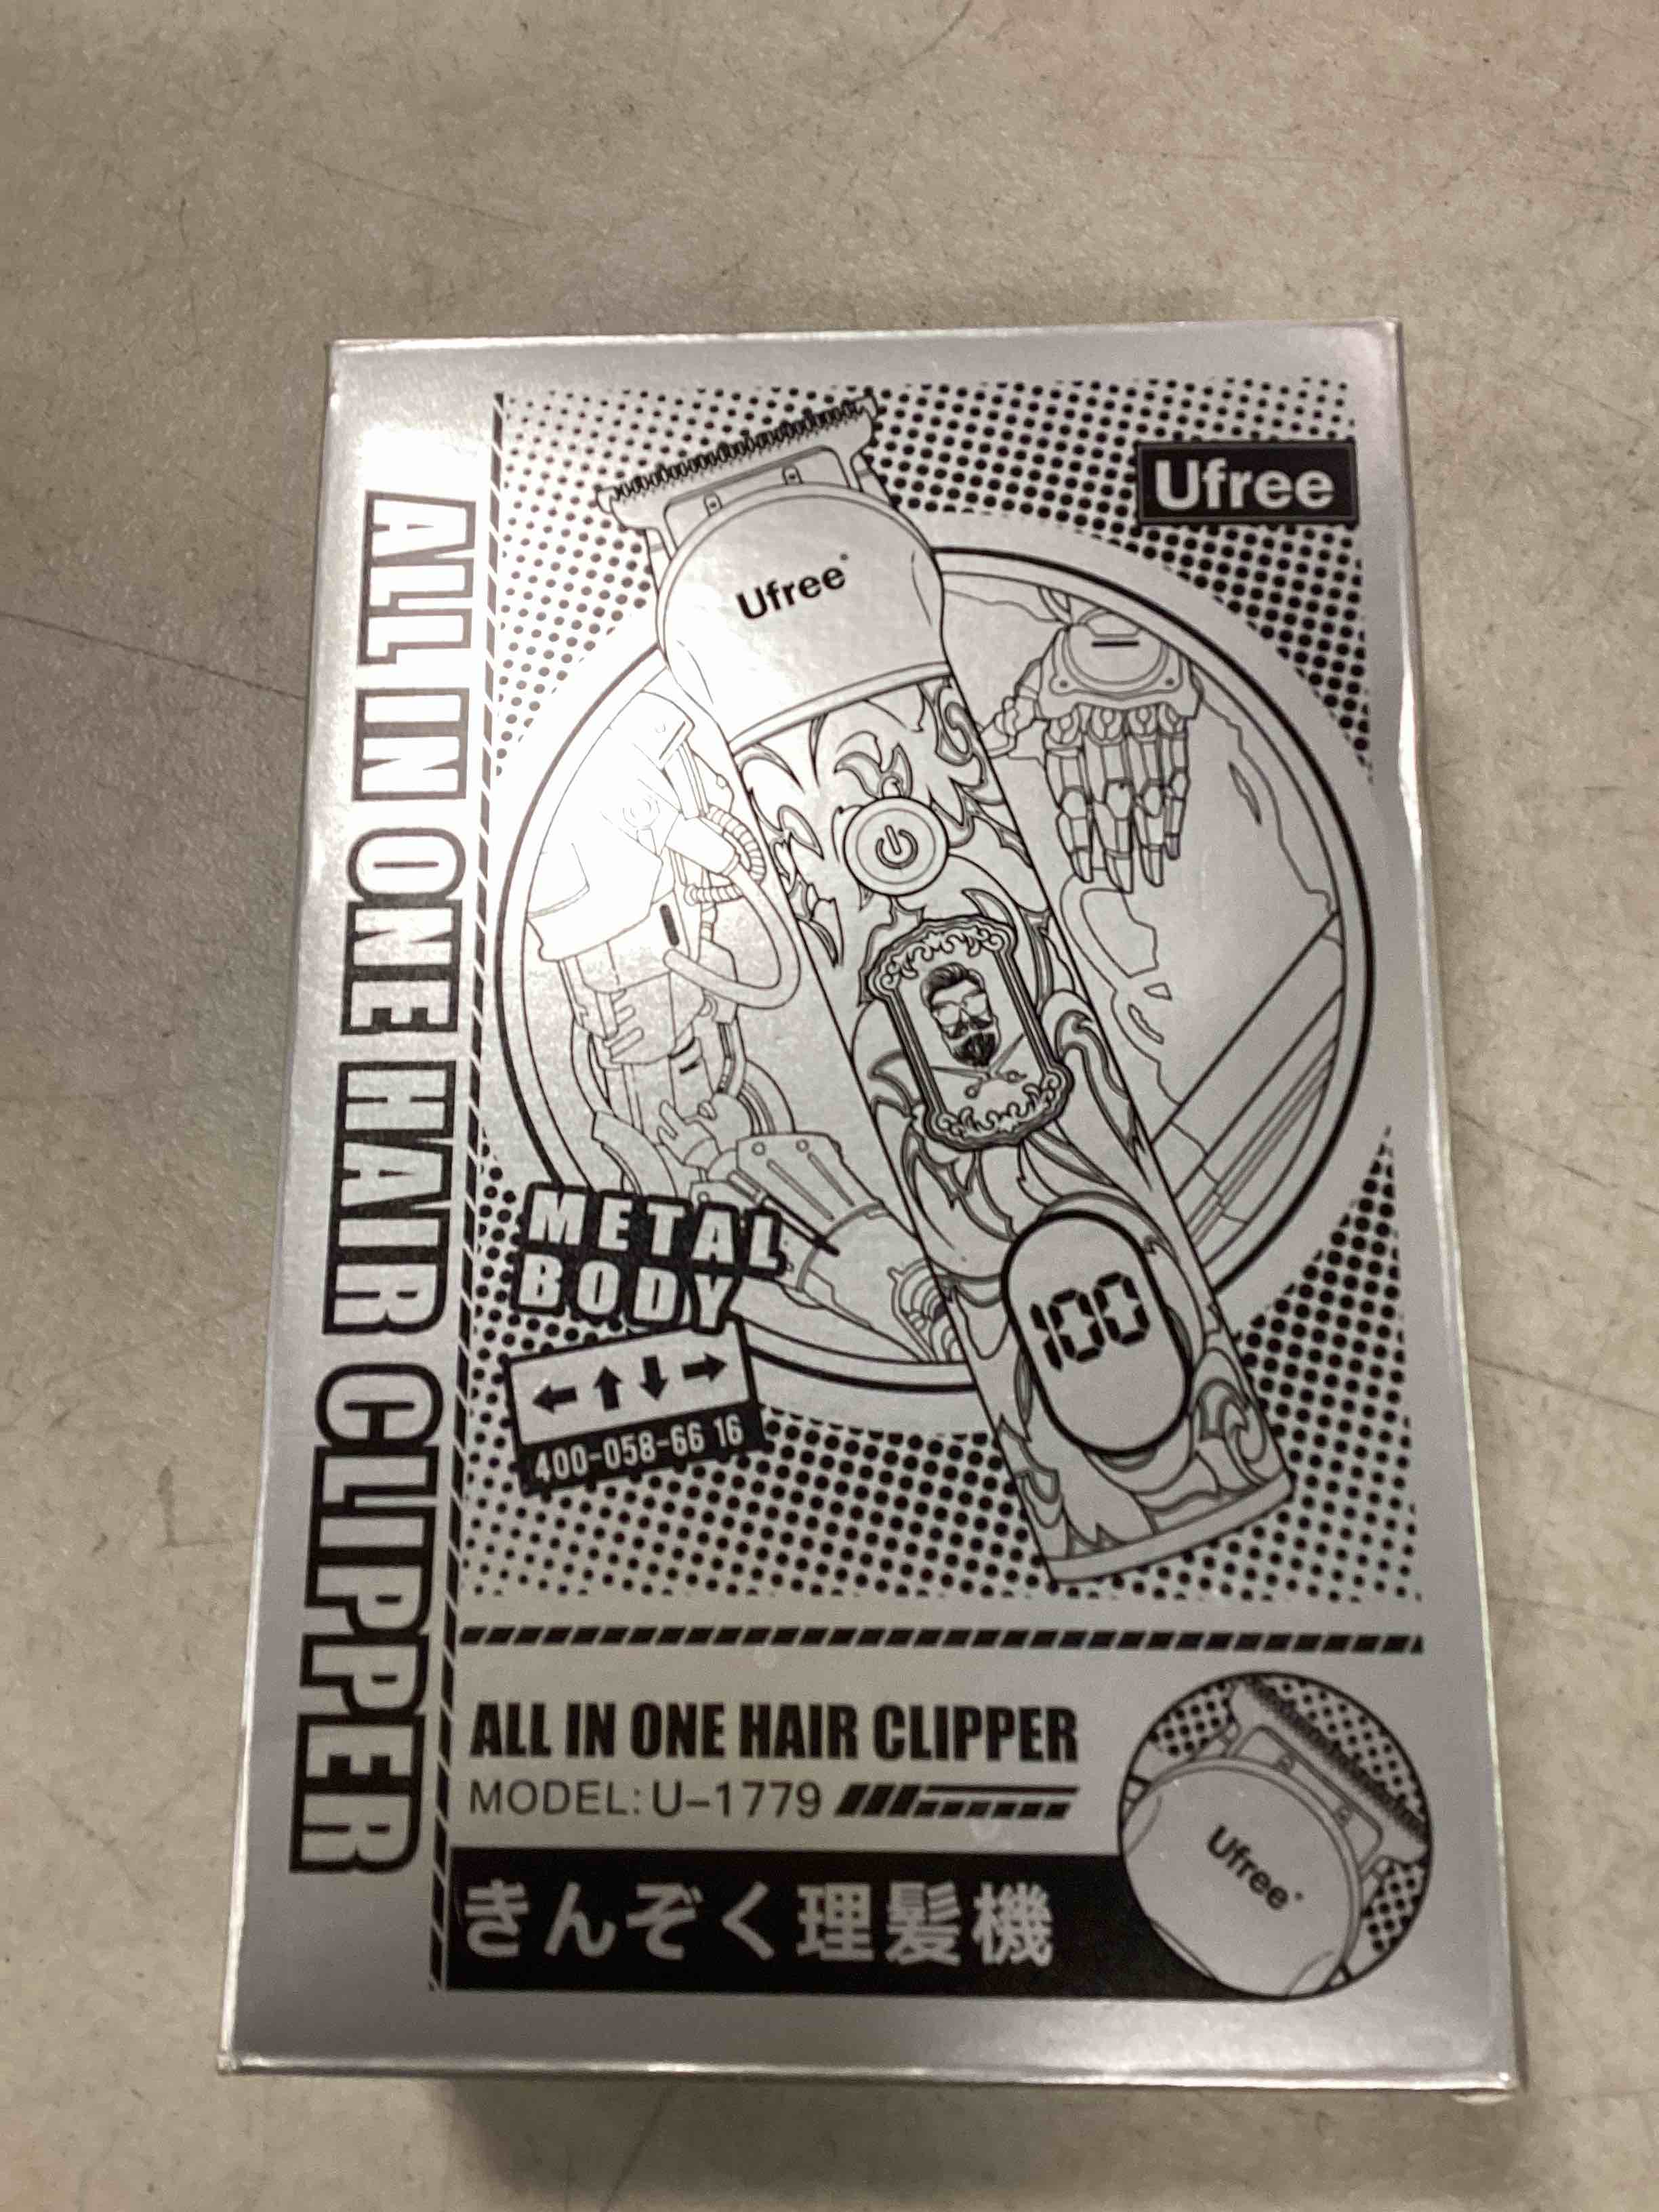 Ufree
Ufree
ALL IN ONE HAIR CLIPPER
100
METAL
BODY
400-058-66 16
ALL IN ONE HAIR CLIPPER
MODEL: U-1779
きんぞく理髪機
Ufree